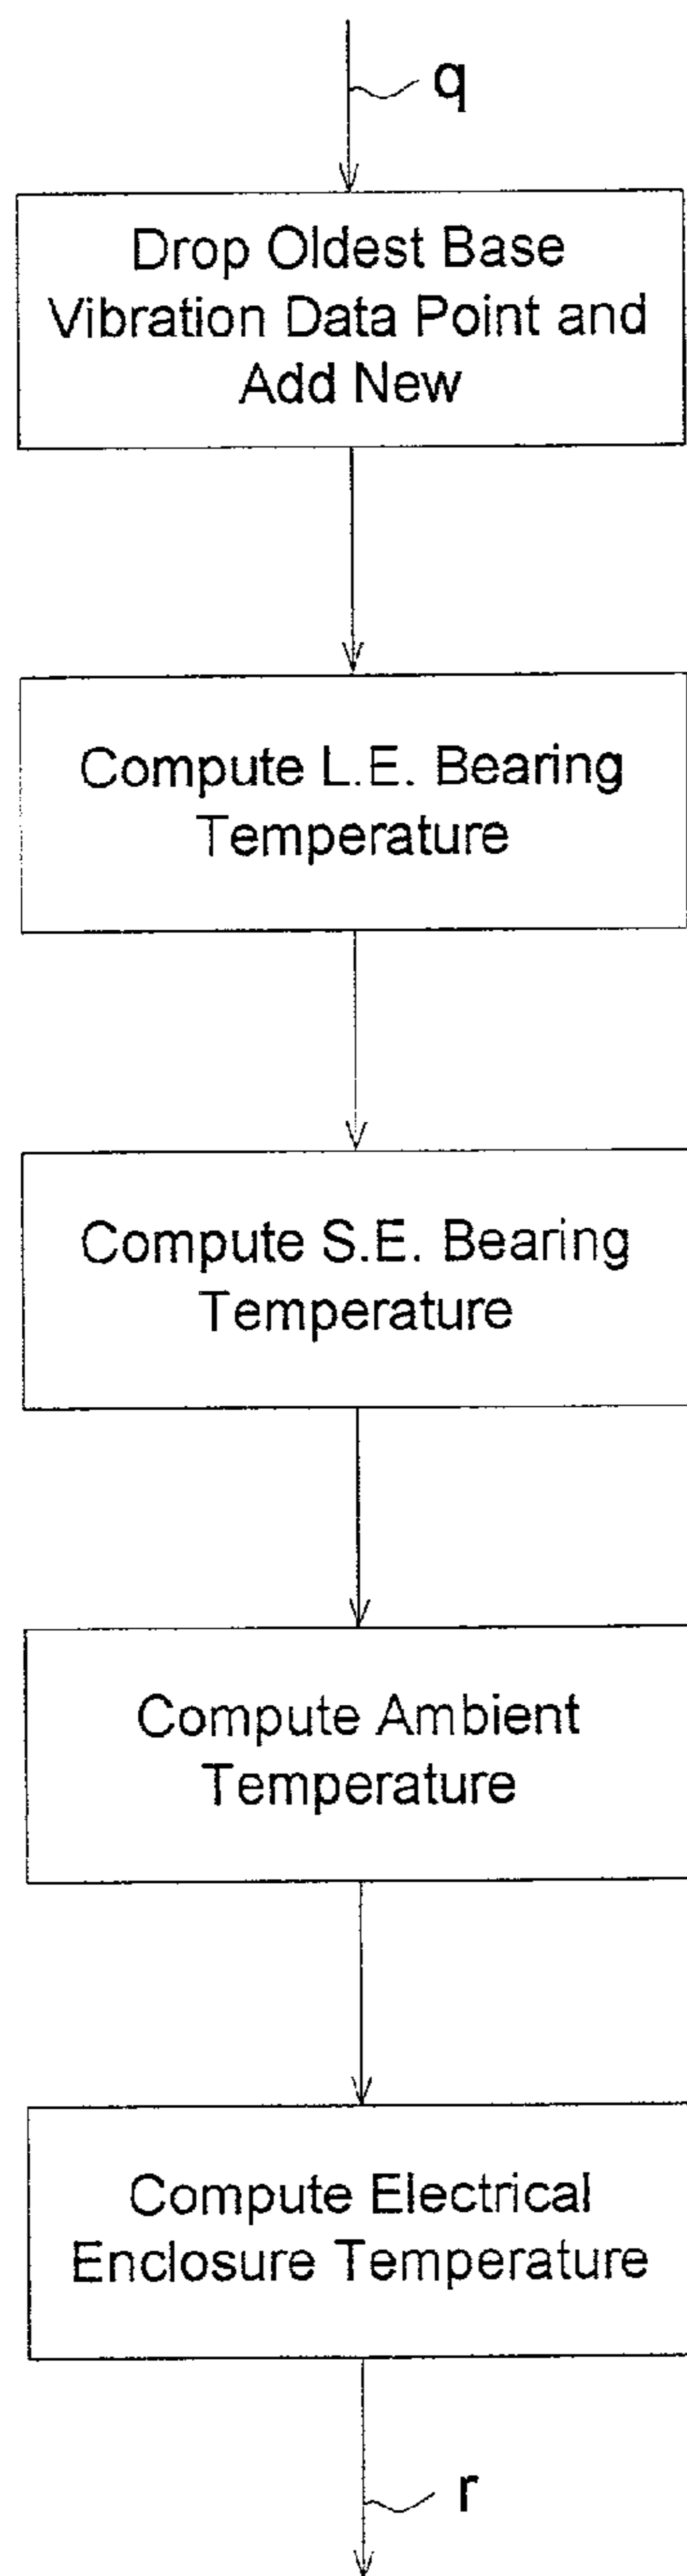 q
Drop Oldest Base
Vibration Data Point and
Add New
Compute L.E. Bearing
Temperature
Compute S.E. Bearing
Temperature
Compute Ambient
Temperature
Compute Electrical
Enclosure Temperature
r